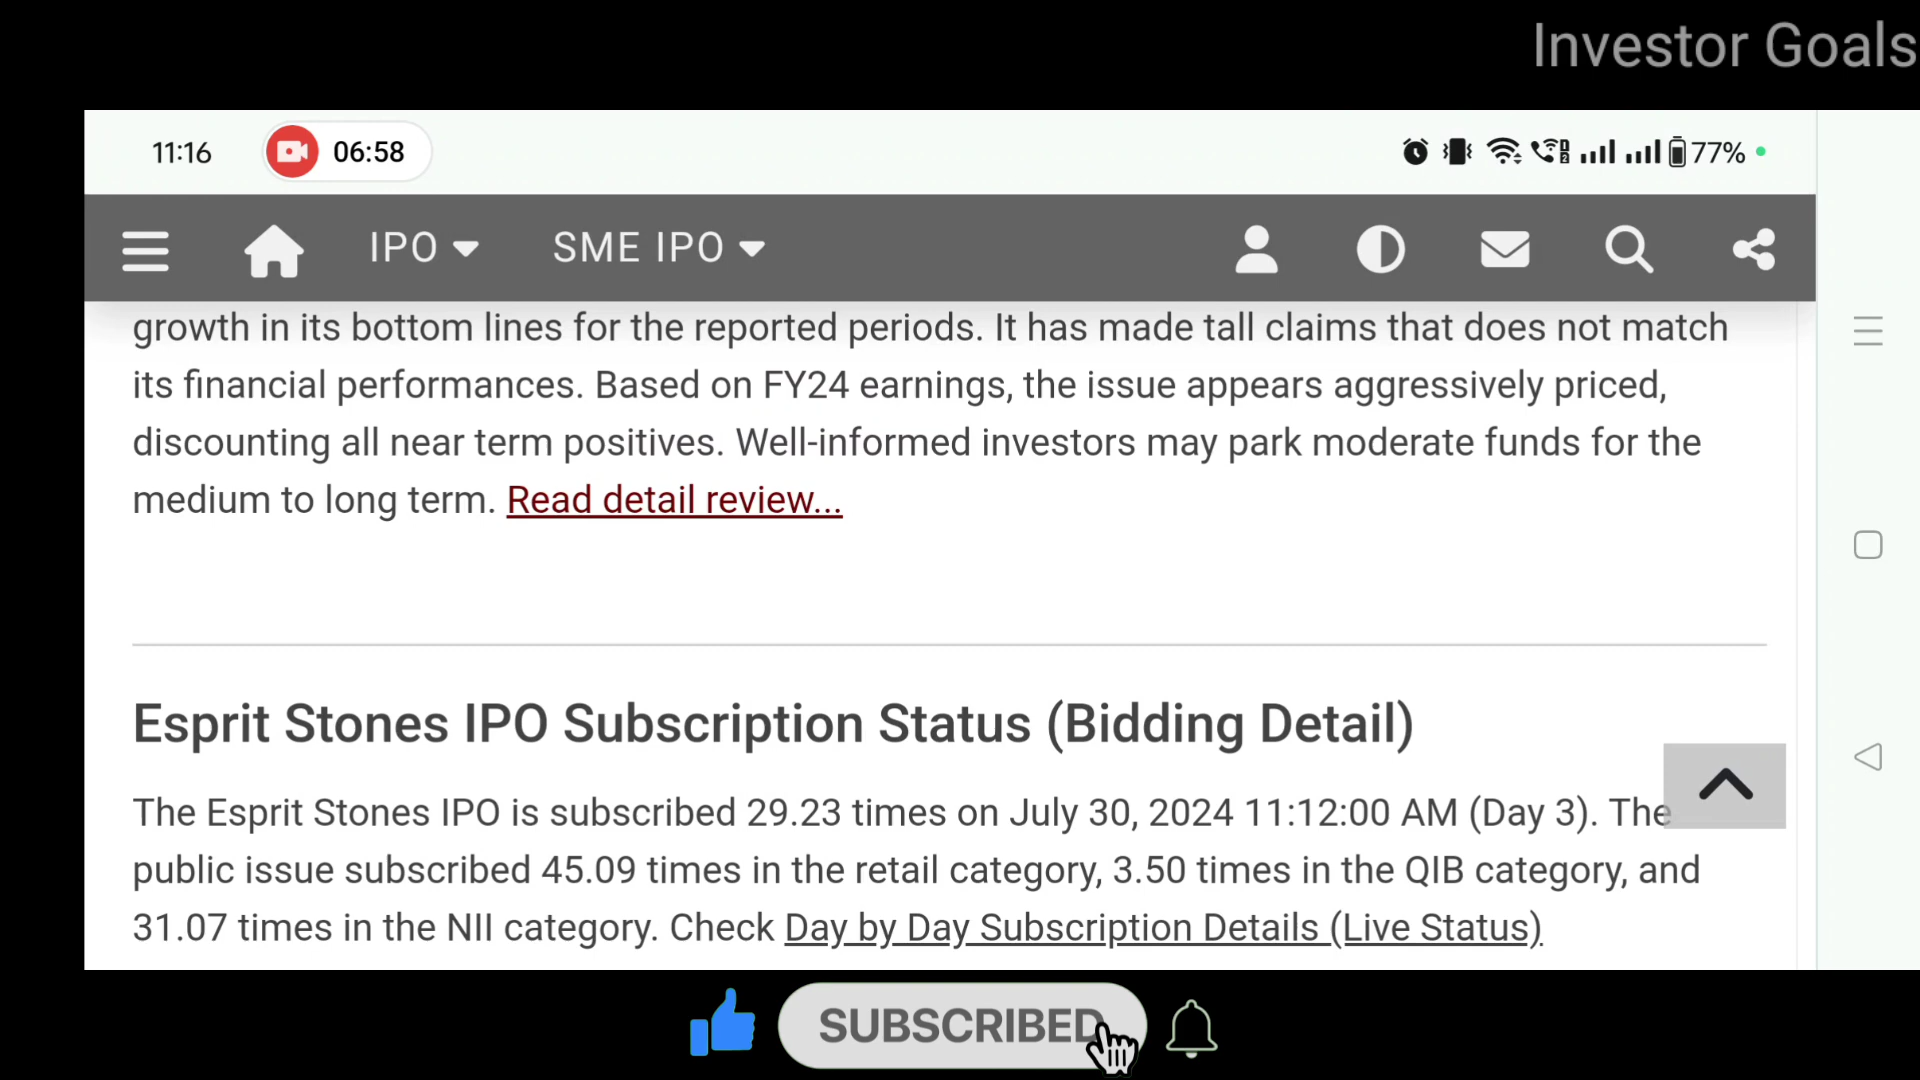 Investor Goals
11:16
06:58
77%
IPO
SME IPO
growth in its bottom lines for the reported periods. It has made tall claims that does not match
its financial performances. Based on FY24 earnings, the issue appears aggressively priced,
discounting all near term positives. Well-informed investors may park moderate funds for the
medium to long term. Read detail review...
Esprit Stones IPO Subscription Status (Bidding Detail)
The Esprit Stones IPO is subscribed 29.23 times on July 30, 2024 11:12:00 AM (Day 3). The
public issue subscribed 45.09 times in the retail category, 3.50 times in the QIB category, and
31.07 times in the NII category. Check Day by Day Subscription Details (Live Status)
SUBSCRIBED